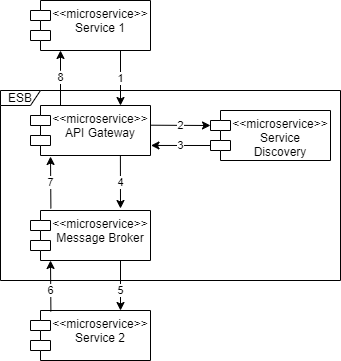 <<microservice>>
Service 1
8
1
ESB
<<microservice>>
API Gateway
2
3
<<microservice>>
Service
Discovery
7
4
<<microservice>>
Message Broker
6
5
<<microservice>>
Service 2